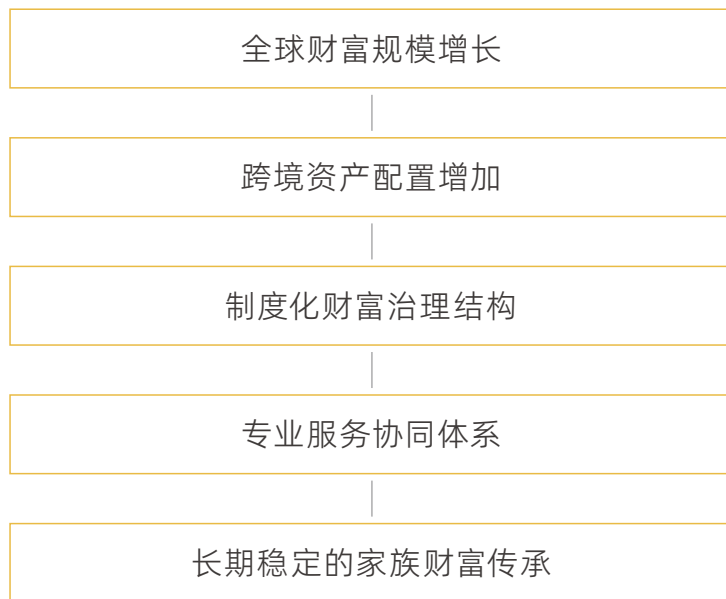 全球财富规模增长
跨境资产配置增加
制度化财富治理结构
专业服务协同体系
长期稳定的家族财富传承